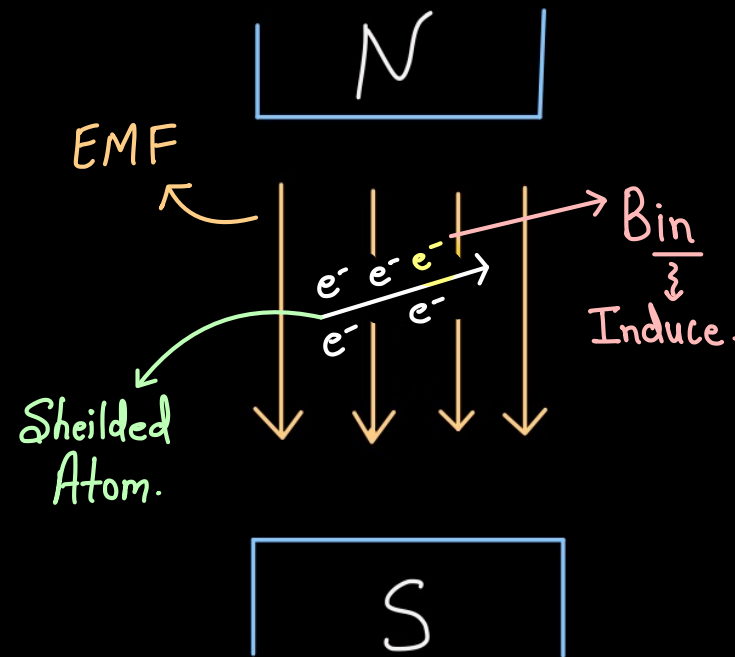 N
EMF
Bin
e⁻ e⁻ e⁻
e⁻ e⁻
Induce.
Sheilded
Atom.
S